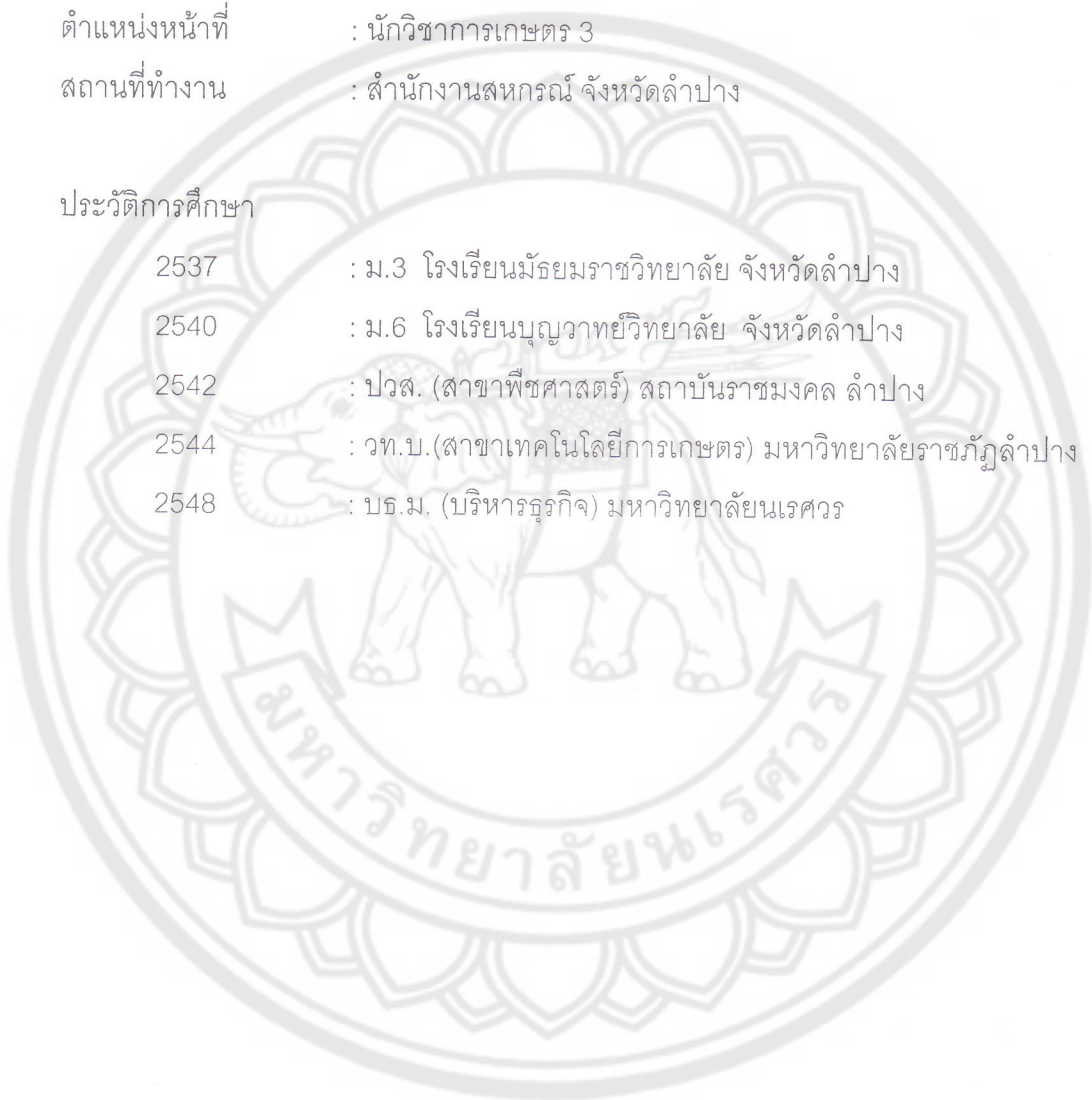 ตำแหน่งหน้าที่ : นักวิชาการเกษตร 3
สถานที่ทำงาน : สำนักงานสหกรณ์ จังหวัดลำปาง
ประวัติการศึกษา
2537 : ม.3 โรงเรียนมัธยมราชวิทยาลัย จังหวัดลำปาง
2540 : ม.6 โรงเรียนบุญวาทย์วิทยาลัย จังหวัดลำปาง
2542 : ปวส. (สาขาพืชศาสตร์) สถาบันราชมงคล ลำปาง
2544 : วท.บ.(สาขาเทคโนโลยีการเกษตร) มหาวิทยาลัยราชภัฏลำปาง
2548 : บธ.ม. (บริหารธุรกิจ) มหาวิทยาลัยนเรศวร
มหาวิทยาลัยนเรศวร